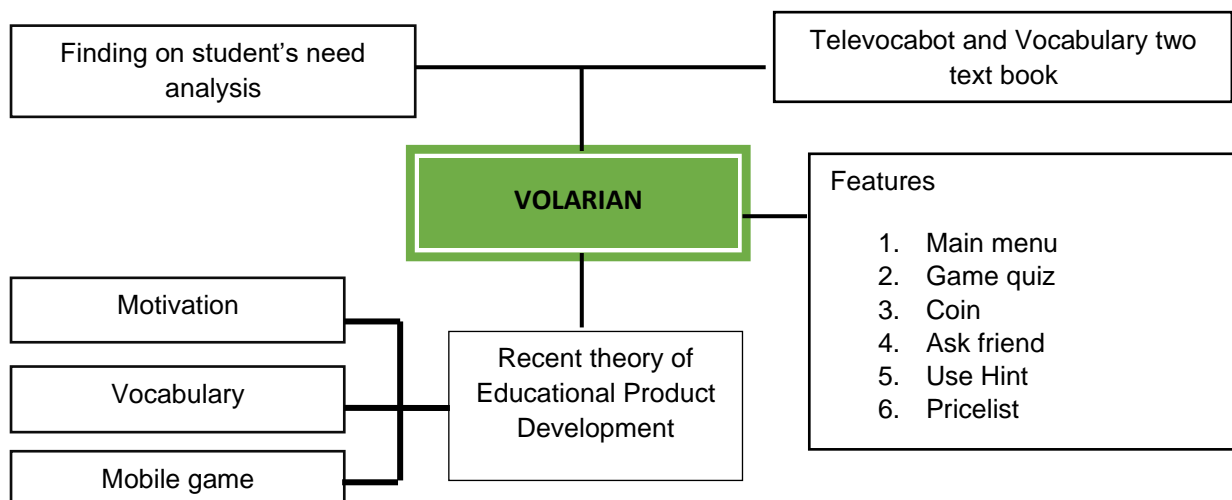 Finding on student’s need
analysis
Televocabot and Vocabulary two
text book
VOLARIAN
Features
1. Main menu
2. Game quiz
3. Coin
4. Ask friend
5. Use Hint
6. Pricelist
Motivation
Vocabulary
Mobile game
Recent theory of
Educational Product
Development